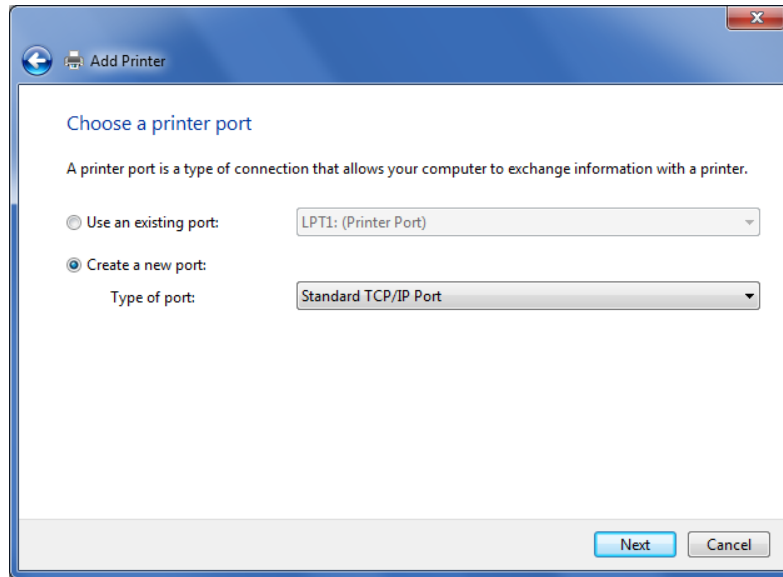 Add Printer
Choose a printer port
A printer port is a type of connection that allows your computer to exchange information with a printer.
Use an existing port: LPT1: (Printer Port)
Create a new port:
Type of port: Standard TCP/IP Port
Next Cancel